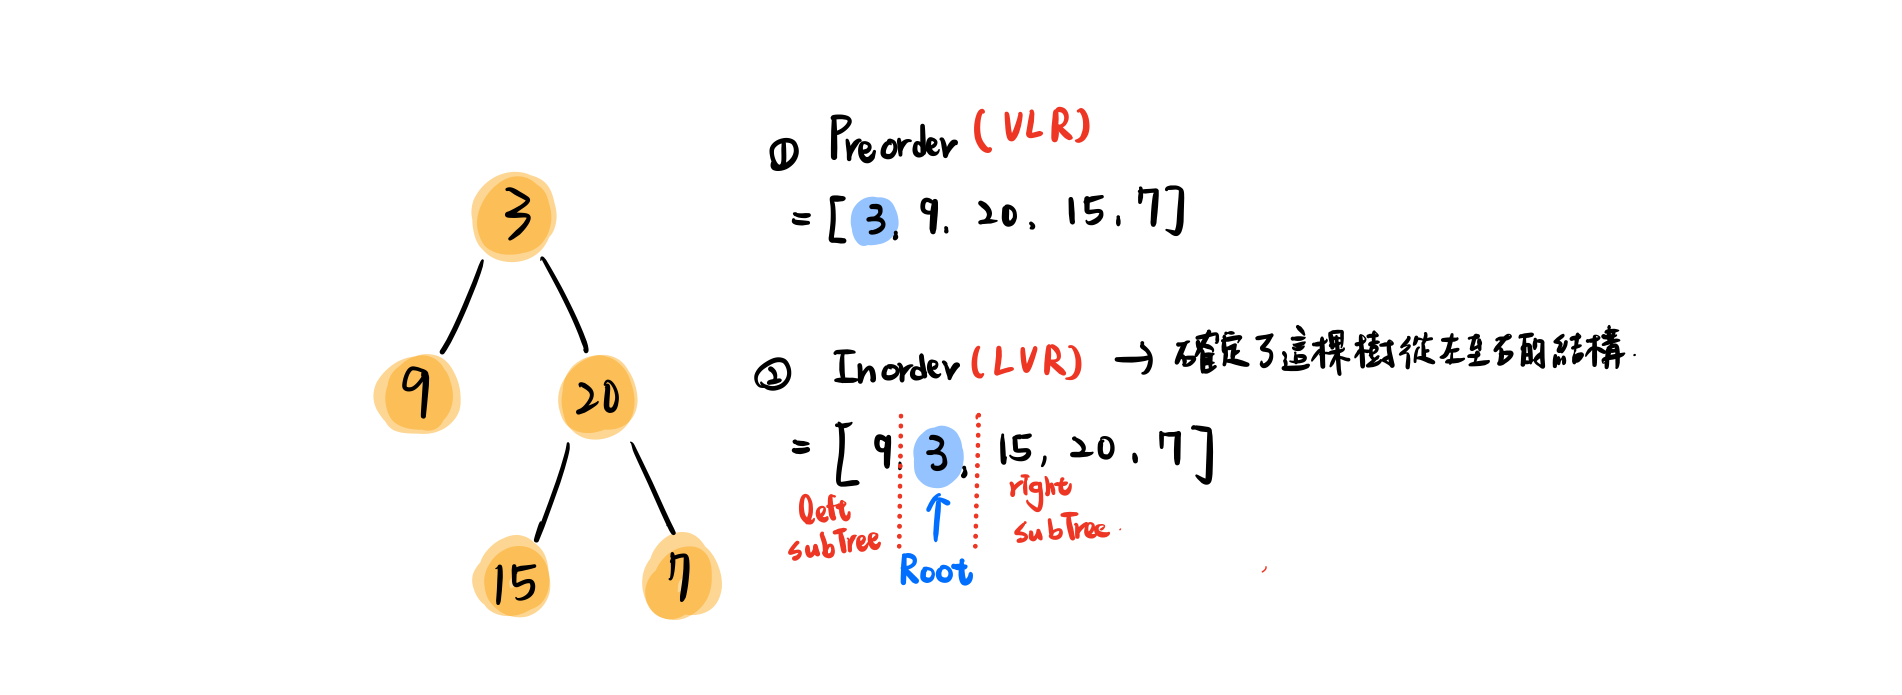 3
9
20
15
7
① Preorder (VLR)
= [ 3, 9, 20, 15, 7 ]
② Inorder (LVR) → 確定了這棵樹從左至右的結構.
= [ 9, 3, 15, 20, 7 ]
left subTree
Root
right subTree